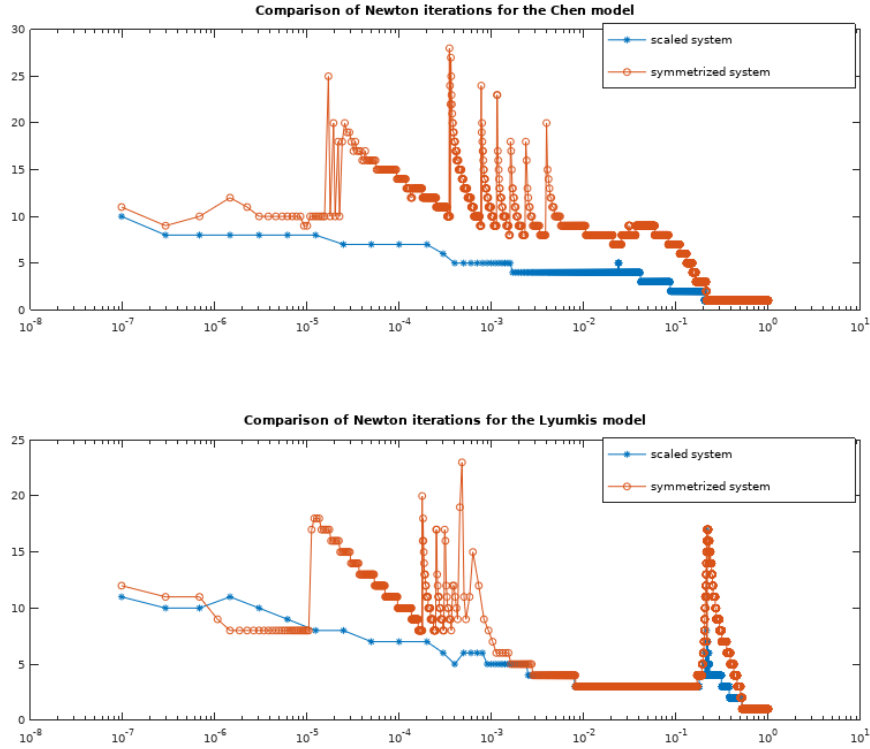 Comparison of Newton iterations for the Chen model
30
25
20
15
10
5
0
scaled system
symmetrized system
10^-8 10^-7 10^-6 10^-5 10^-4 10^-3 10^-2 10^-1 10^0 10^1
Comparison of Newton iterations for the Lyumkis model
25
20
15
10
5
0
scaled system
symmetrized system
10^-8 10^-7 10^-6 10^-5 10^-4 10^-3 10^-2 10^-1 10^0 10^1